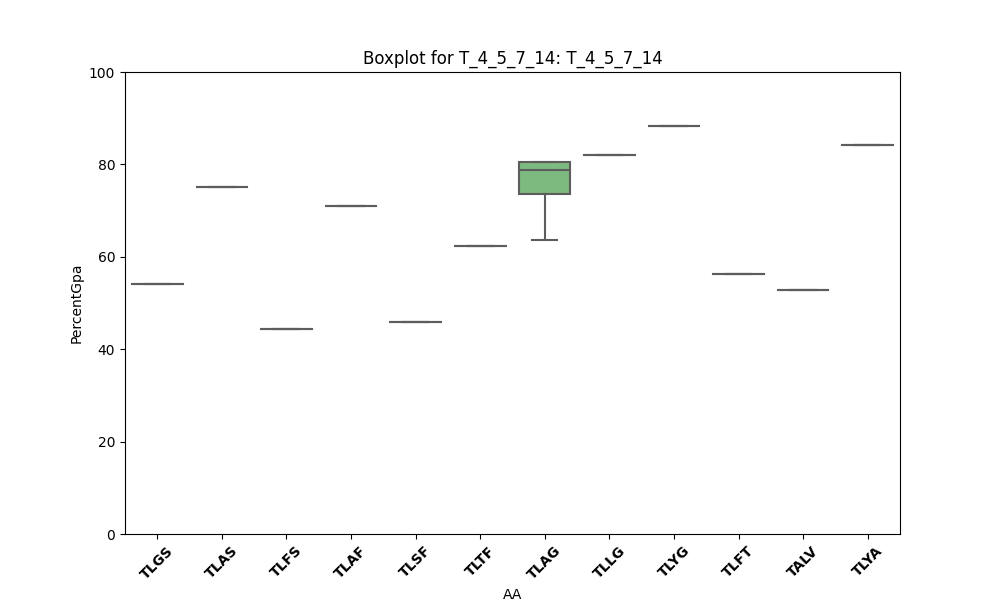 Boxplot for T_4_5_7_14: T_4_5_7_14
100
80
60
40
20
0
PercentGpa
TLGS
TLAS
TLFS
TLAF
TLSF
TLTF
TLAG
TLLG
TLYG
TLFT
TALV
TLYA
AA